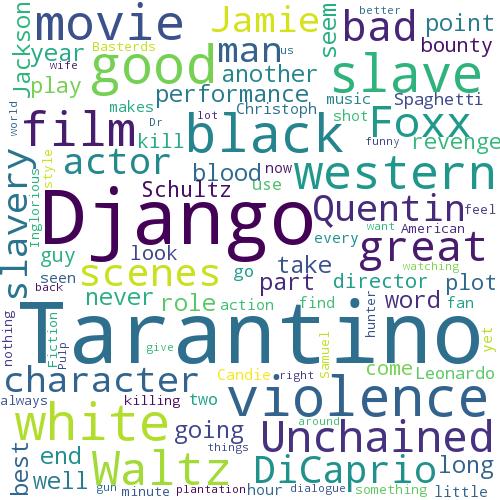 movie Jamie bad point
Jackson year Basterds man us seem better bounty
wife good another slave
play performance
world makes Dr lot Christoph music Spaghetti
film kill black shot Foxx revenge
actor blood now funny
slavery style Schultz use western
Inglorious Django Quentin feel
guy look every want American
seen scenes go take great watching
back never part director plot
role action find hunter word fan
nothing Fiction Pulp Tarantino yet
give Samuel come
character Candie right Leonardo
always killing two violence
white going around Unchained
best end things
well Waltz DiCaprio long
gun minute plantation hour dialogue something little